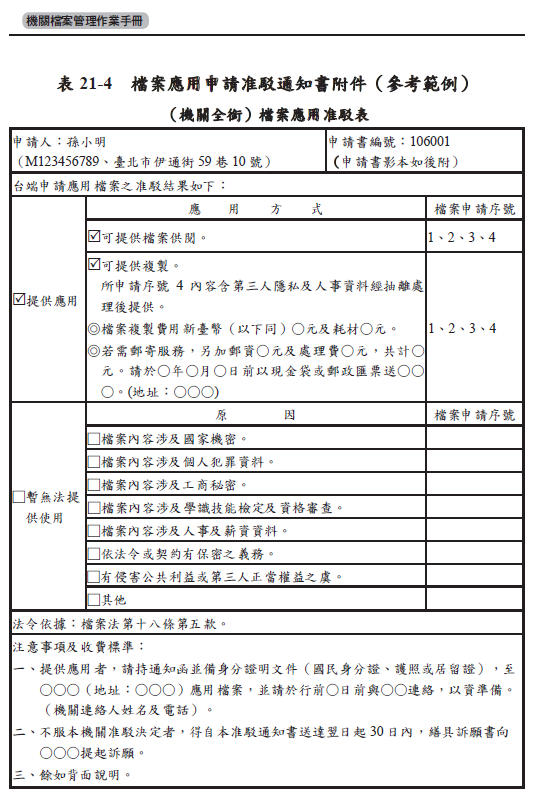 機關檔案管理作業手冊
表 21-4　檔案應用申請准駁通知書附件（參考範例）
（機關全銜）檔案應用准駁表
申請人：孫小明
（M123456789、臺北市伊通街 59 巷 10 號）
申請書編號：106001
（申請書影本如後附）
台端申請應用檔案之准駁結果如下：
應　用　方　式
檔案申請序號
☑提供應用
☑可提供檔案供閱。
1、2、3、4
☑可提供複製。
所申請序號 4 內容含第三人隱私及人事資料經抽離處
理後提供。
◎檔案複製費用新臺幣（以下同）○元及耗材○元。
1、2、3、4
◎若需郵寄服務，另加郵資○元及處理費○元，共計○
元。請於○年○月○日前以現金袋或郵政匯票送○○
○。(地址：○○○)
原　因
檔案申請序號
□暫無法提
供使用
□檔案內容涉及國家機密。
□檔案內容涉及個人犯罪資料。
□檔案內容涉及工商秘密。
□檔案內容涉及學識技能檢定及資格審查。
□檔案內容涉及人事及薪資資料。
□依法令或契約有保密之義務。
□有侵害公共利益或第三人正當權益之虞。
□其他
法令依據：檔案法第十八條第五款。
注意事項及收費標準：
一、提供應用者，請持通知函並備身分證明文件（國民身分證、護照或居留證），至
○○○（地址：○○○）應用檔案，並請於行前○日前與○○連絡，以資準備。
（機關連絡人姓名及電話）。
二、不服本機關准駁決定者，得自本准駁通知書送達翌日起 30 日內，繕具訴願書向
○○○提起訴願。
三、餘如背面說明。